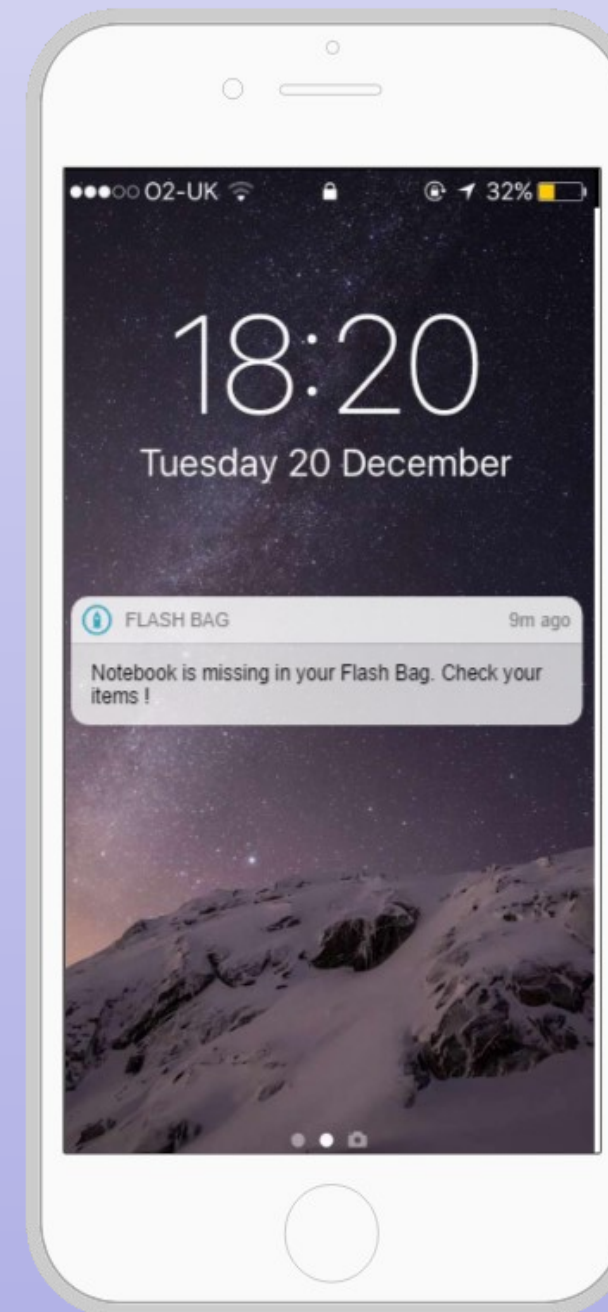 O2-UK 32%
18:20
Tuesday 20 December
FLASH BAG 9m ago
Notebook is missing in your Flash Bag. Check your
items !